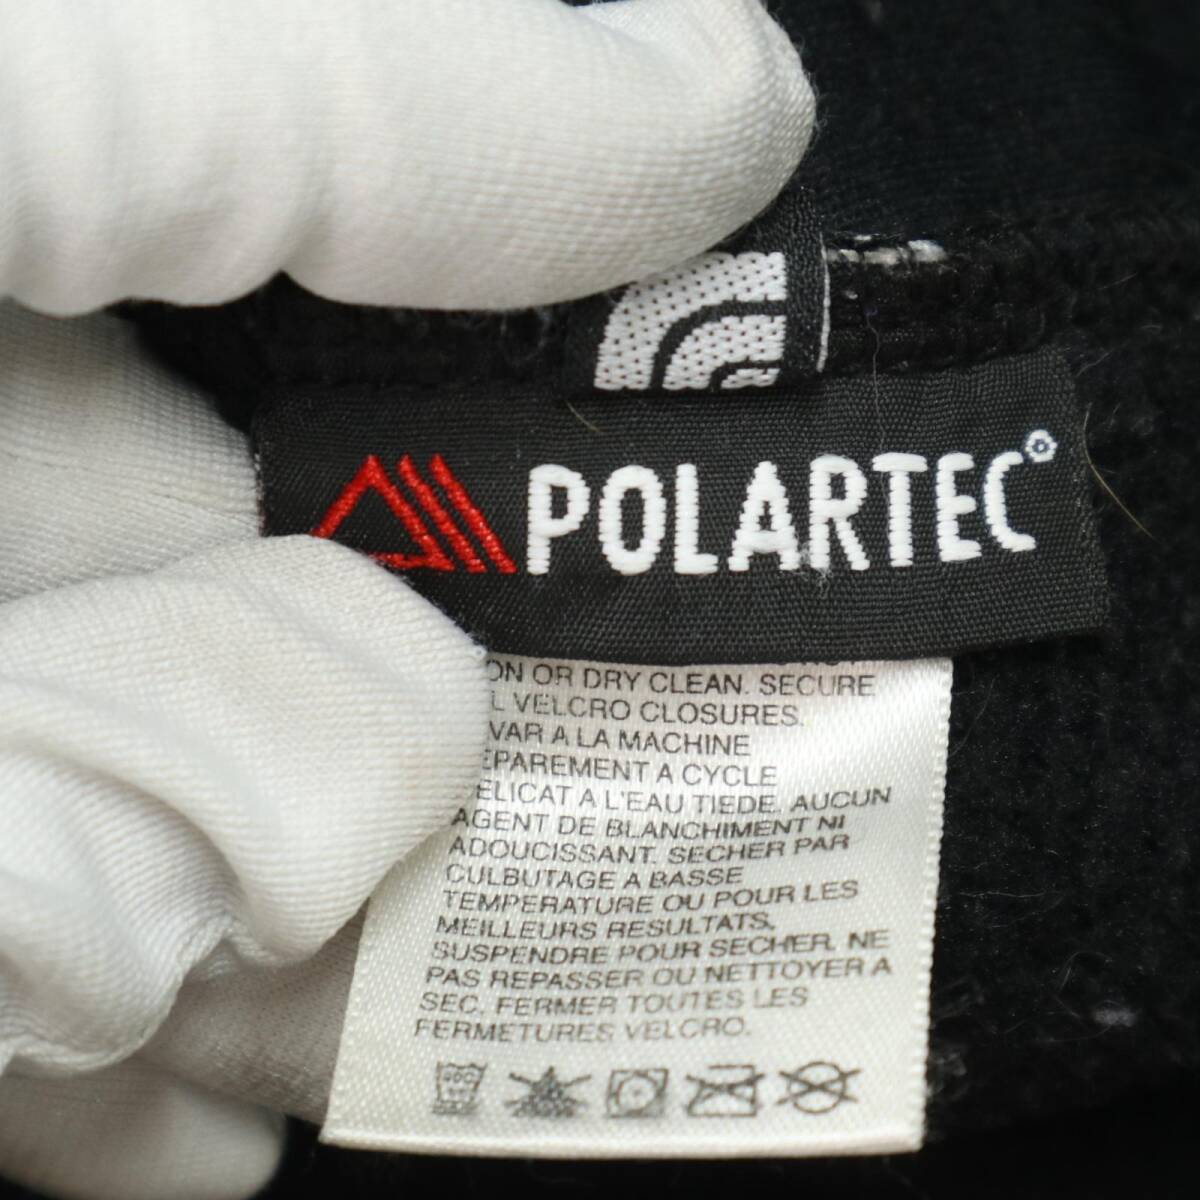 POLARTEC®
ON OR DRY CLEAN. SECURE
L VELCRO CLOSURES.
VAR A LA MACHINE
EPAREMENT A CYCLE
ELICAT A L'EAU TIEDE. AUCUN
AGENT DE BLANCHIMENT NI
ADOUCISSANT. SECHER PAR
CULBUTAGE A BASSE
TEMPERATURE OU POUR LES
MEILLEURS RESULTATS,
SUSPENDRE POUR SECHER. NE
PAS REPASSER OU NETTOYER A
SEC. FERMER TOUTES LES
FERMETURES VELCRO.